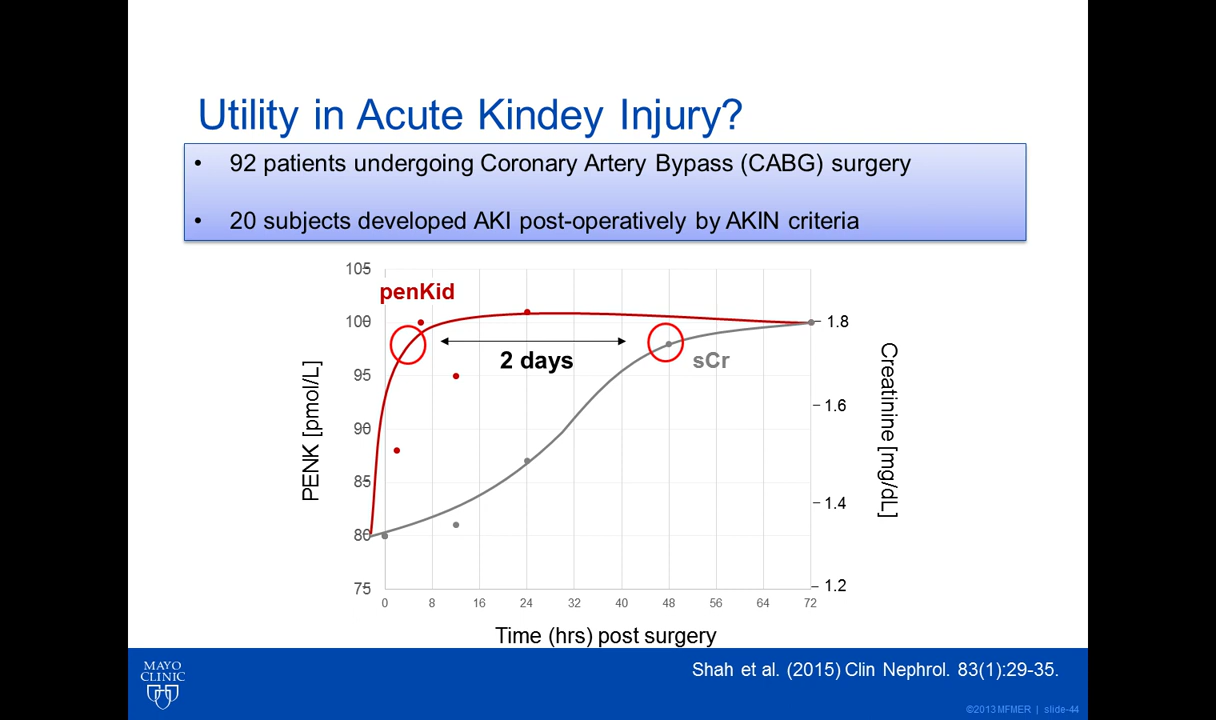 Utility in Acute Kindey Injury?
• 92 patients undergoing Coronary Artery Bypass (CABG) surgery
• 20 subjects developed AKI post-operatively by AKIN criteria
105
100
95
90
85
80
75
PENK [pmol/L]
penKid
2 days
sCr
1.8
1.6
1.4
1.2
Creatinine [mg/dL]
0 8 16 24 32 40 48 56 64 72
Time (hrs) post surgery
MAYO
CLINIC
Shah et al. (2015) Clin Nephrol. 83(1):29-35.
©2013 MFMER | slide-44